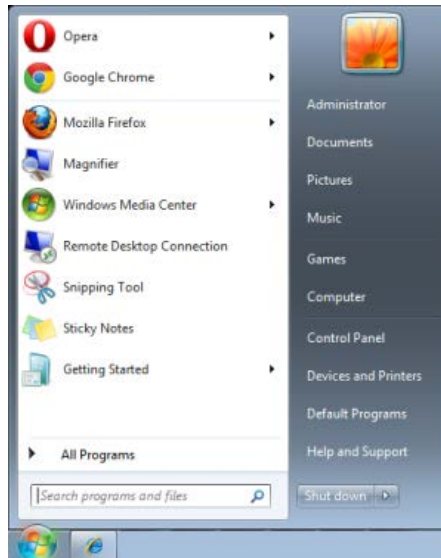 Opera
Google Chrome
Mozilla Firefox
Magnifier
Windows Media Center
Remote Desktop Connection
Snipping Tool
Sticky Notes
Getting Started
All Programs
Search programs and files
Administrator
Documents
Pictures
Music
Games
Computer
Control Panel
Devices and Printers
Default Programs
Help and Support
Shut down